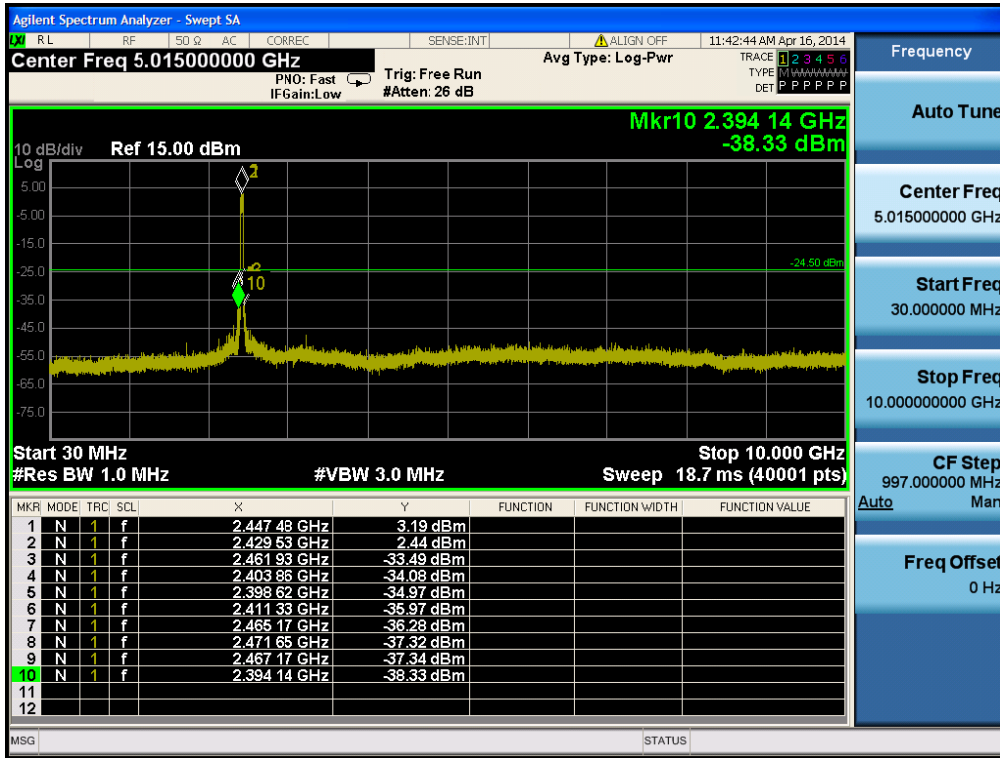 Agilent Spectrum Analyzer - Swept SA
LXI RL RF 50 Ω AC CORREC SENSE:INT ALIGN OFF 11:42:44 AM Apr 16, 2014
Center Freq 5.015000000 GHz
PNO: Fast
IFGain:Low
Trig: Free Run
#Atten: 26 dB
Avg Type: Log-Pwr
TRACE 1 2 3 4 5 6
TYPE M
DET P P P P P P
Mkr10 2.394 14 GHz
-38.33 dBm
10 dB/div Ref 15.00 dBm
Log
5.00
-5.00
-15.0
-25.0
-35.0
-45.0
-55.0
-65.0
-75.0
-24.50 dBm
10
Start 30 MHz Stop 10.000 GHz
#Res BW 1.0 MHz #VBW 3.0 MHz Sweep 18.7 ms (40001 pts)
MKR MODE TRC SCL X Y FUNCTION FUNCTION WIDTH FUNCTION VALUE
1 N 1 f 2.447 48 GHz 3.19 dBm
2 N 1 f 2.429 53 GHz 2.44 dBm
3 N 1 f 2.461 93 GHz -33.49 dBm
4 N 1 f 2.403 86 GHz -34.08 dBm
5 N 1 f 2.398 62 GHz -34.97 dBm
6 N 1 f 2.411 33 GHz -35.97 dBm
7 N 1 f 2.465 17 GHz -36.28 dBm
8 N 1 f 2.471 65 GHz -37.32 dBm
9 N 1 f 2.467 17 GHz -37.34 dBm
10 N 1 f 2.394 14 GHz -38.33 dBm
11
12
MSG STATUS
Frequency
Auto Tune
Center Freq
5.015000000 GHz
Start Freq
30.000000 MHz
Stop Freq
10.000000000 GHz
CF Step
997.000000 MHz
Auto Man
Freq Offset
0 Hz